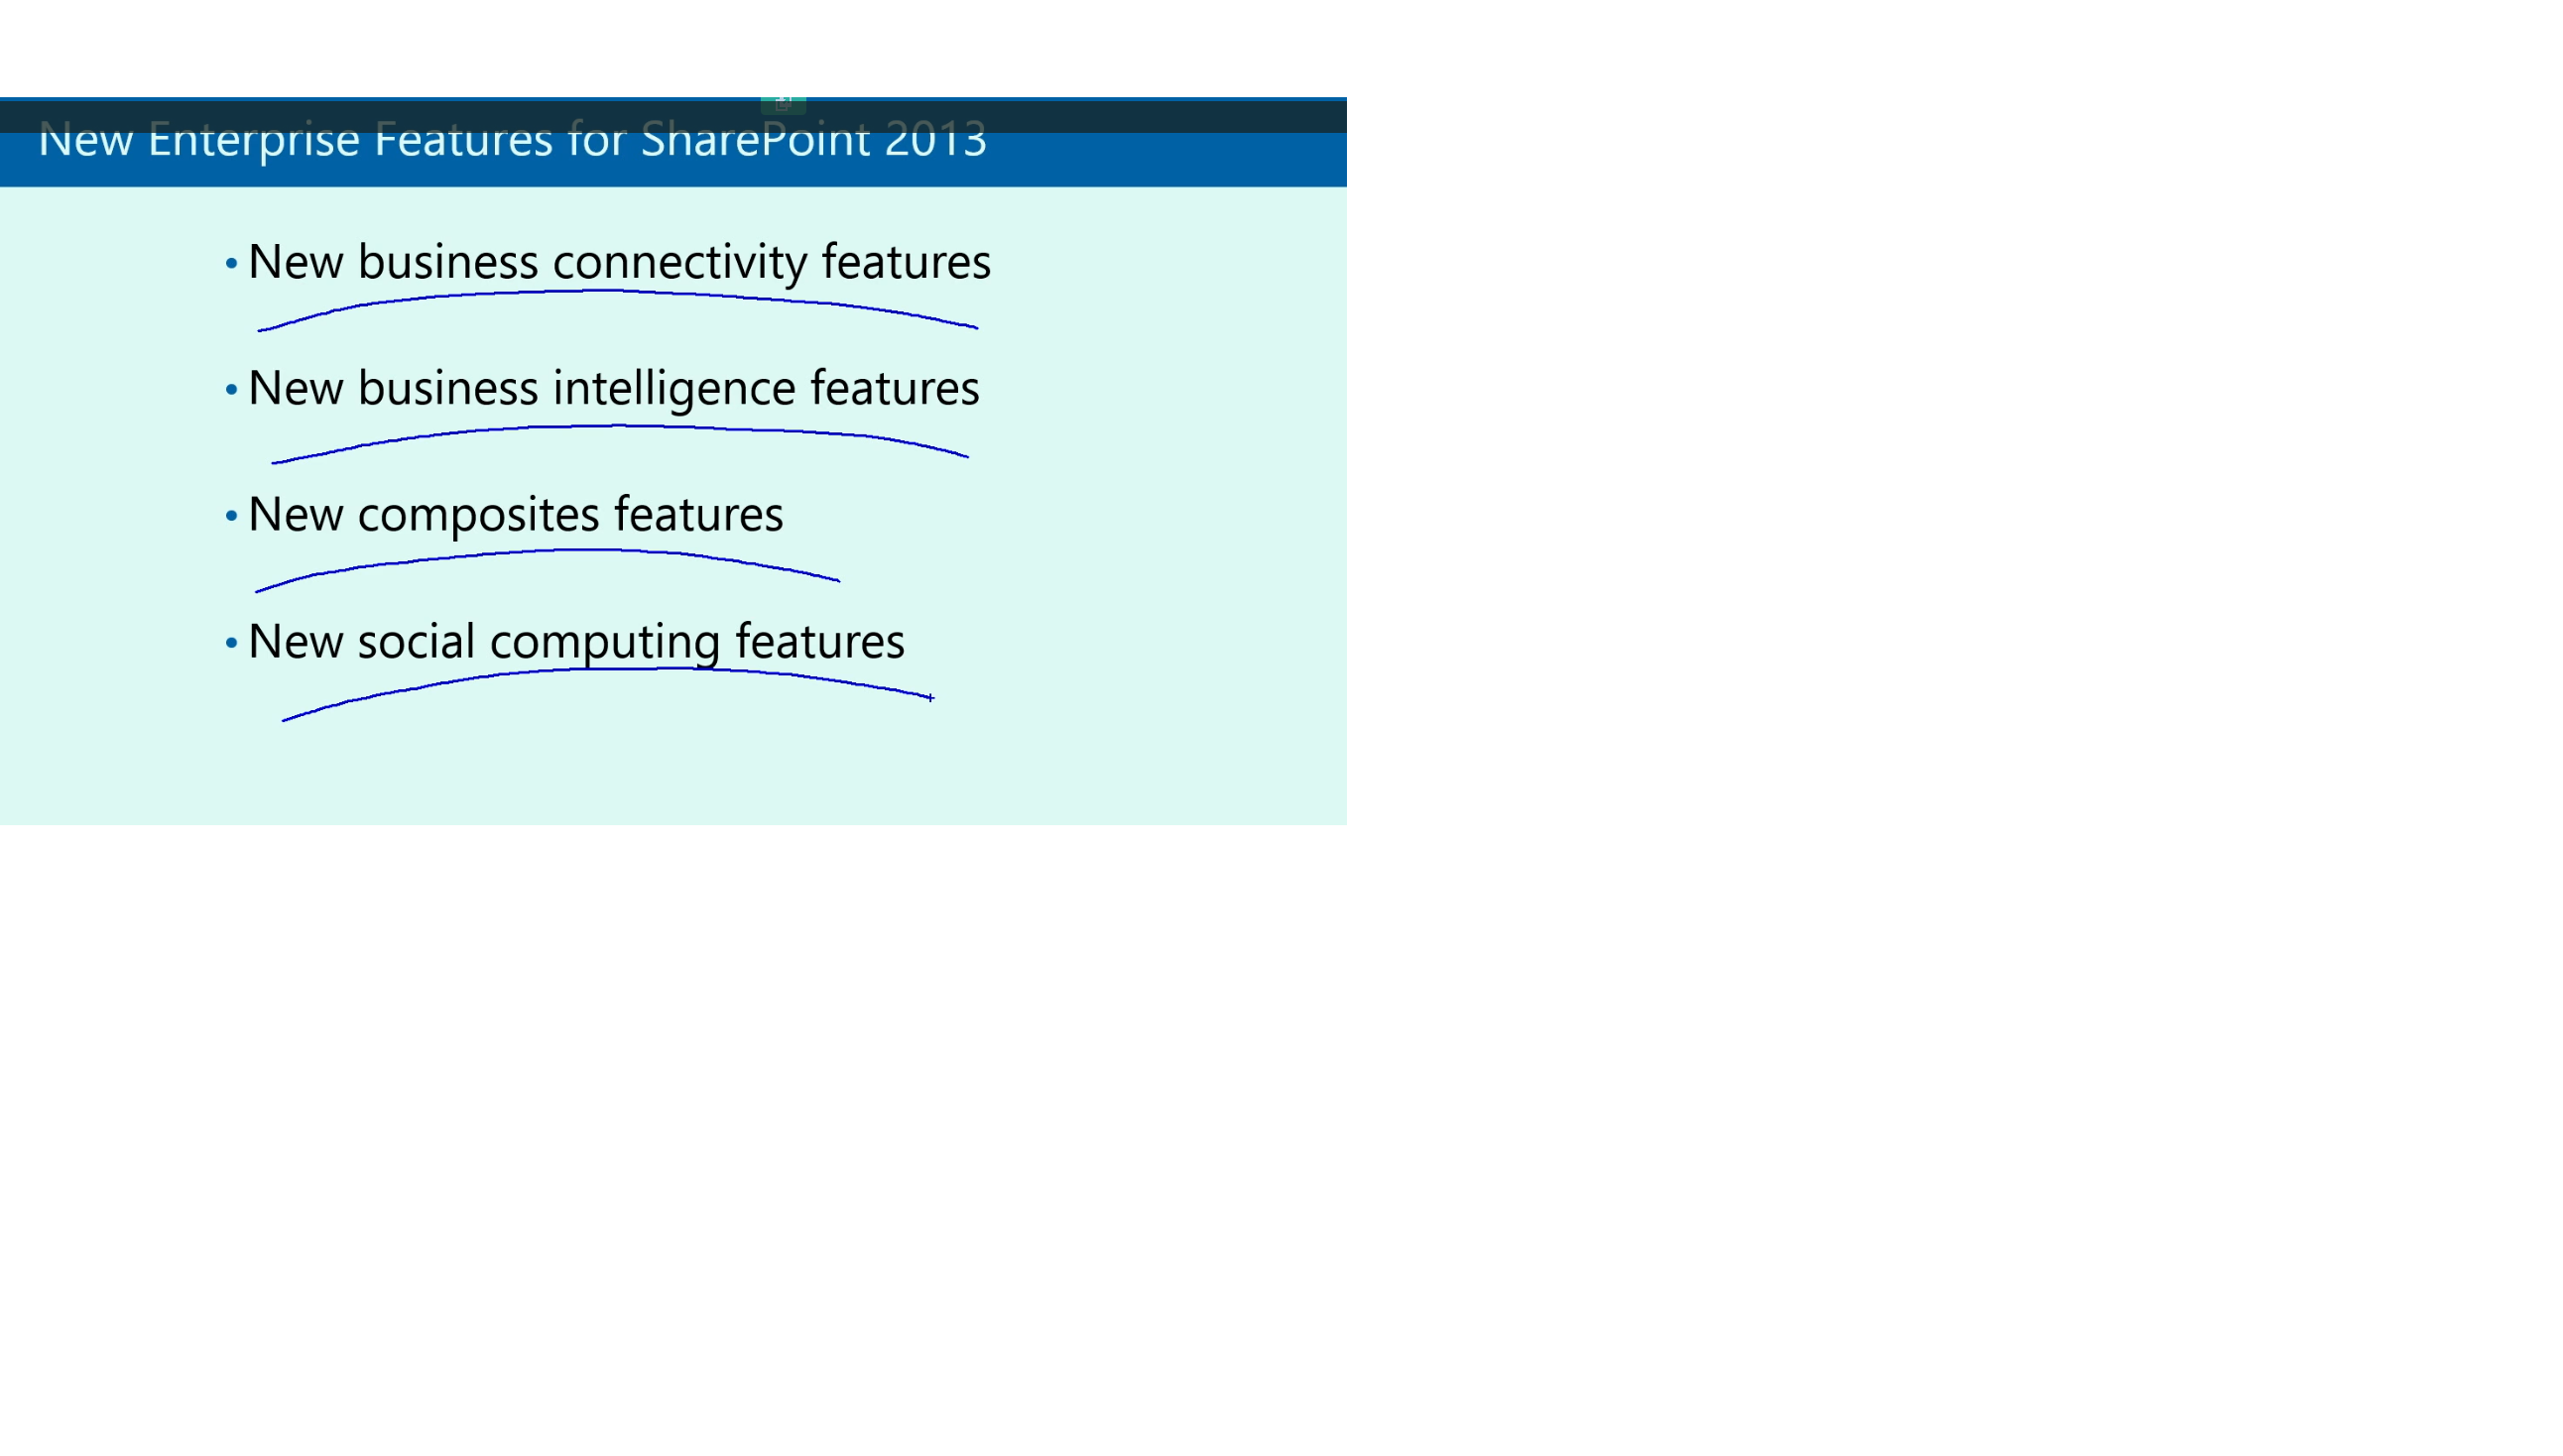 New Enterprise Features for SharePoint 2013
• New business connectivity features
• New business intelligence features
• New composites features
• New social computing features